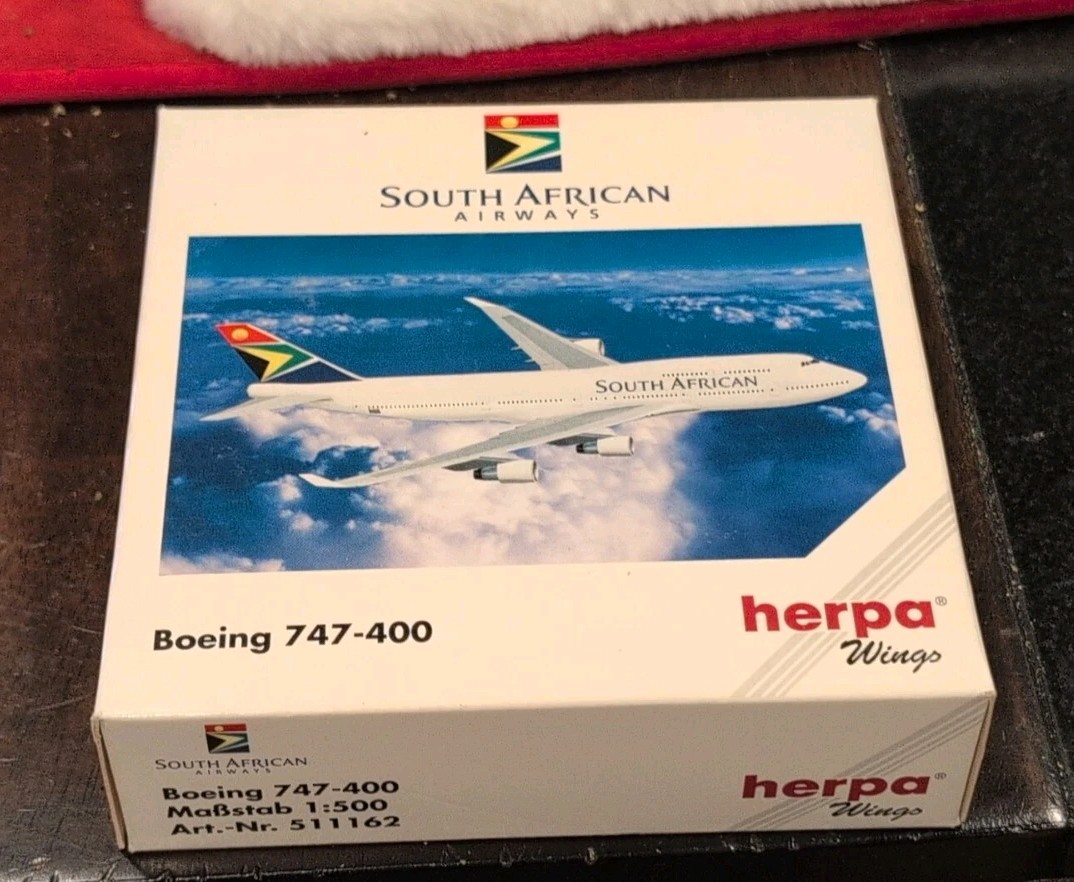 SOUTH AFRICAN
AIRWAYS
SOUTH AFRICAN
Boeing 747-400
herpa®
Wings
SOUTH AFRICAN
AIRWAYS
Boeing 747-400
Maßstab 1:500
Art.-Nr. 511162
herpa®
Wings